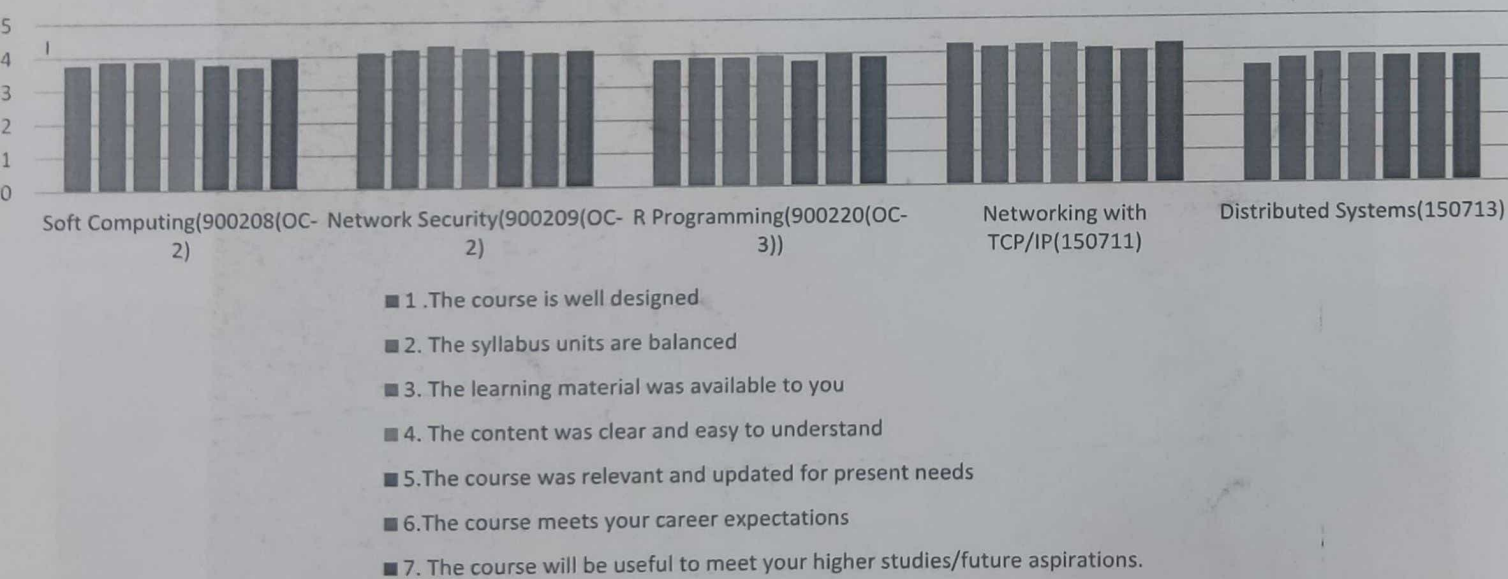 5
4
3
2
1
0
Soft Computing(900208(OC-
2)
Network Security(900209(OC-
2)
R Programming(900220(OC-
3))
Networking with
TCP/IP(150711)
Distributed Systems(150713)
1 .The course is well designed
2. The syllabus units are balanced
3. The learning material was available to you
4. The content was clear and easy to understand
5.The course was relevant and updated for present needs
6.The course meets your career expectations
7. The course will be useful to meet your higher studies/future aspirations.